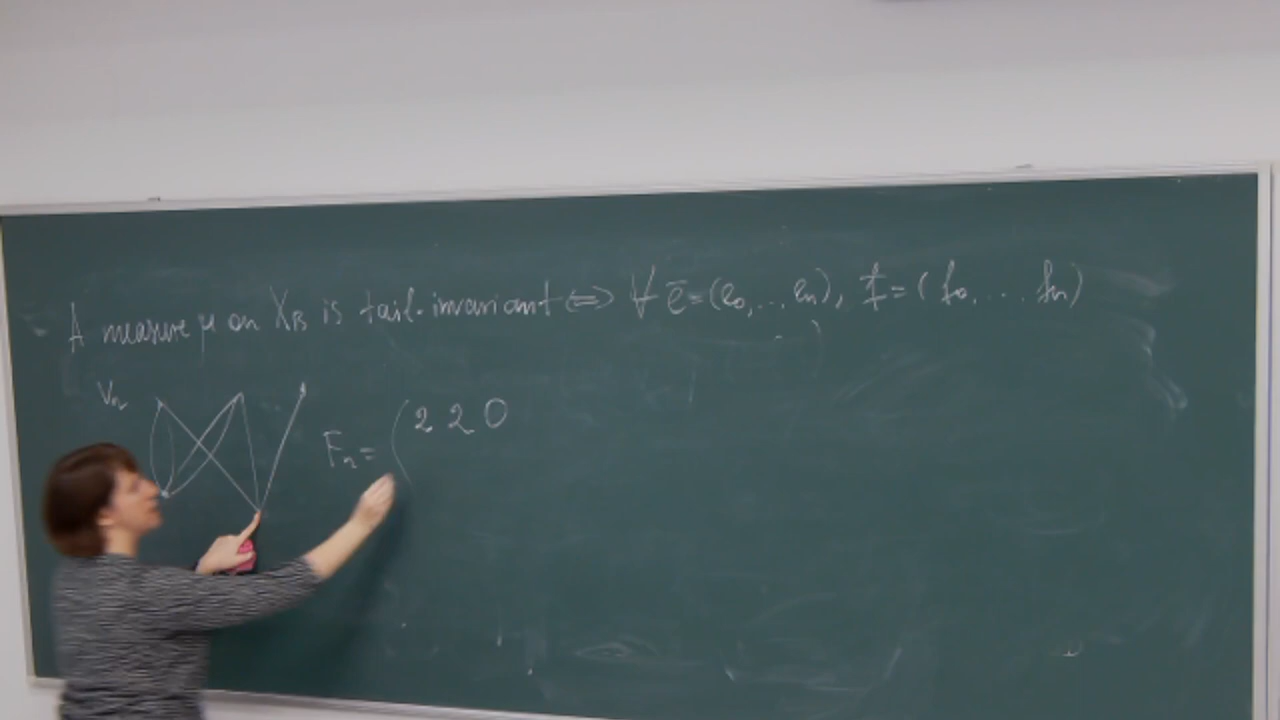 A measure μ on X_B is tail-invariant ⟺ ∀ ē=(e₀,... eₙ), f̄=(f₀,... fₙ)
Vₙ
Fₙ = ( 2 2 0